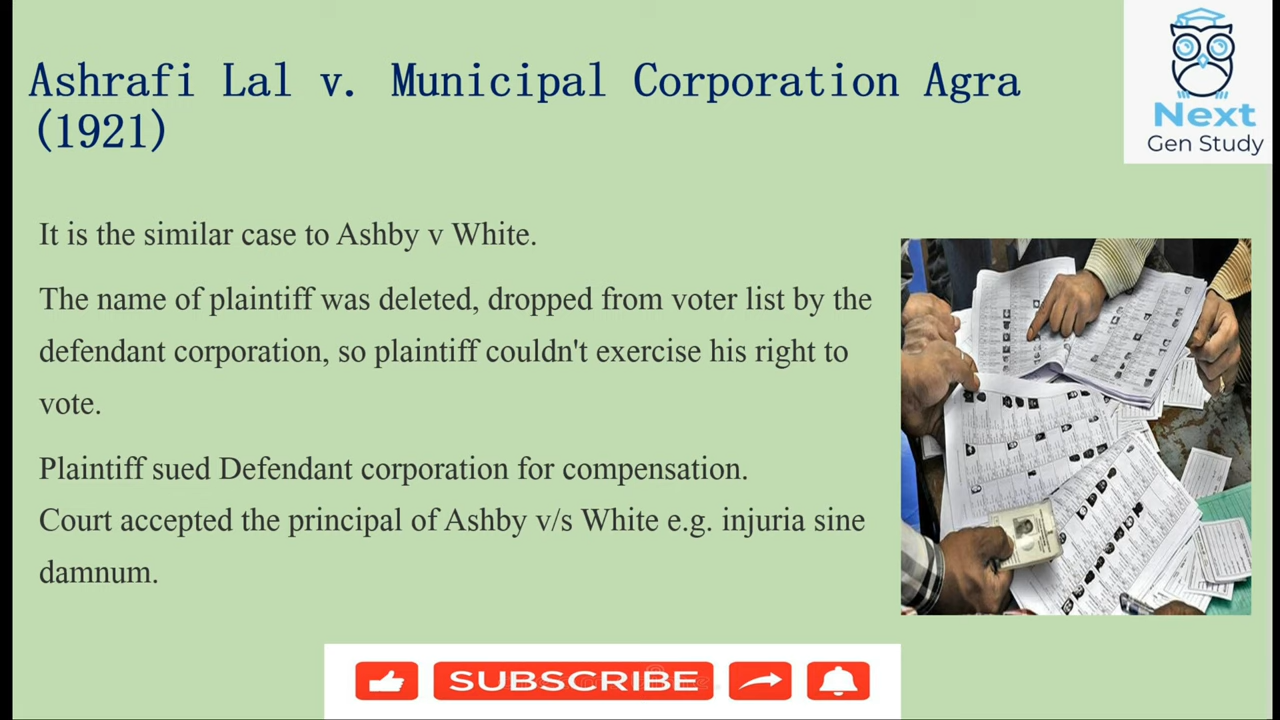 Ashrafi Lal v. Municipal Corporation Agra
(1921)
Next
Gen Study
It is the similar case to Ashby v White.
The name of plaintiff was deleted, dropped from voter list by the
defendant corporation, so plaintiff couldn't exercise his right to
vote.
Plaintiff sued Defendant corporation for compensation.
Court accepted the principal of Ashby v/s White e.g. injuria sine
damnum.
SUBSCRIBE